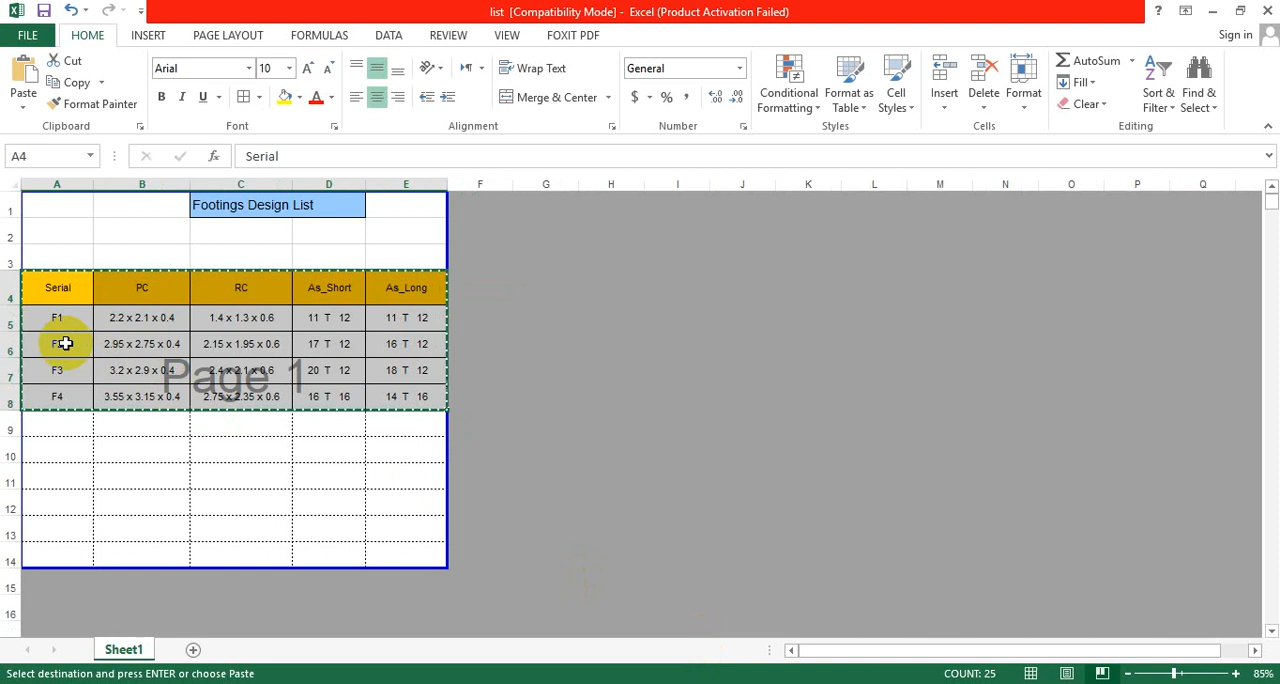 list [Compatibility Mode] - Excel (Product Activation Failed)
?
FILE HOME INSERT PAGE LAYOUT FORMULAS DATA REVIEW VIEW FOXIT PDF Sign in
Paste
Cut
Copy
Format Painter
Clipboard
Arial 10
B I U
Font
Wrap Text
Merge & Center
Alignment
General
$ % ,
Number
Conditional Formatting
Format as Table
Cell Styles
Styles
Insert
Delete
Format
Cells
AutoSum
Fill
Clear
Sort & Filter
Find & Select
Editing
A4 fx Serial
A B C D E F G H I J K L M N O P Q
1 Footings Design List
2
3
4 Serial PC RC As_Short As_Long
5 F1 2.2 x 2.1 x 0.4 1.4 x 1.3 x 0.6 11 T 12 11 T 12
6 2.95 x 2.75 x 0.4 2.15 x 1.95 x 0.6 17 T 12 16 T 12
7 F3 3.2 x 2.9 x 0.4 2.4 x 2.1 x 0.6 20 T 12 18 T 12
8 F4 3.55 x 3.15 x 0.4 2.75 x 2.35 x 0.6 16 T 16 14 T 16
Page 1
9
10
11
12
13
14
15
16
Sheet1
Select destination and press ENTER or choose Paste COUNT: 25 85%